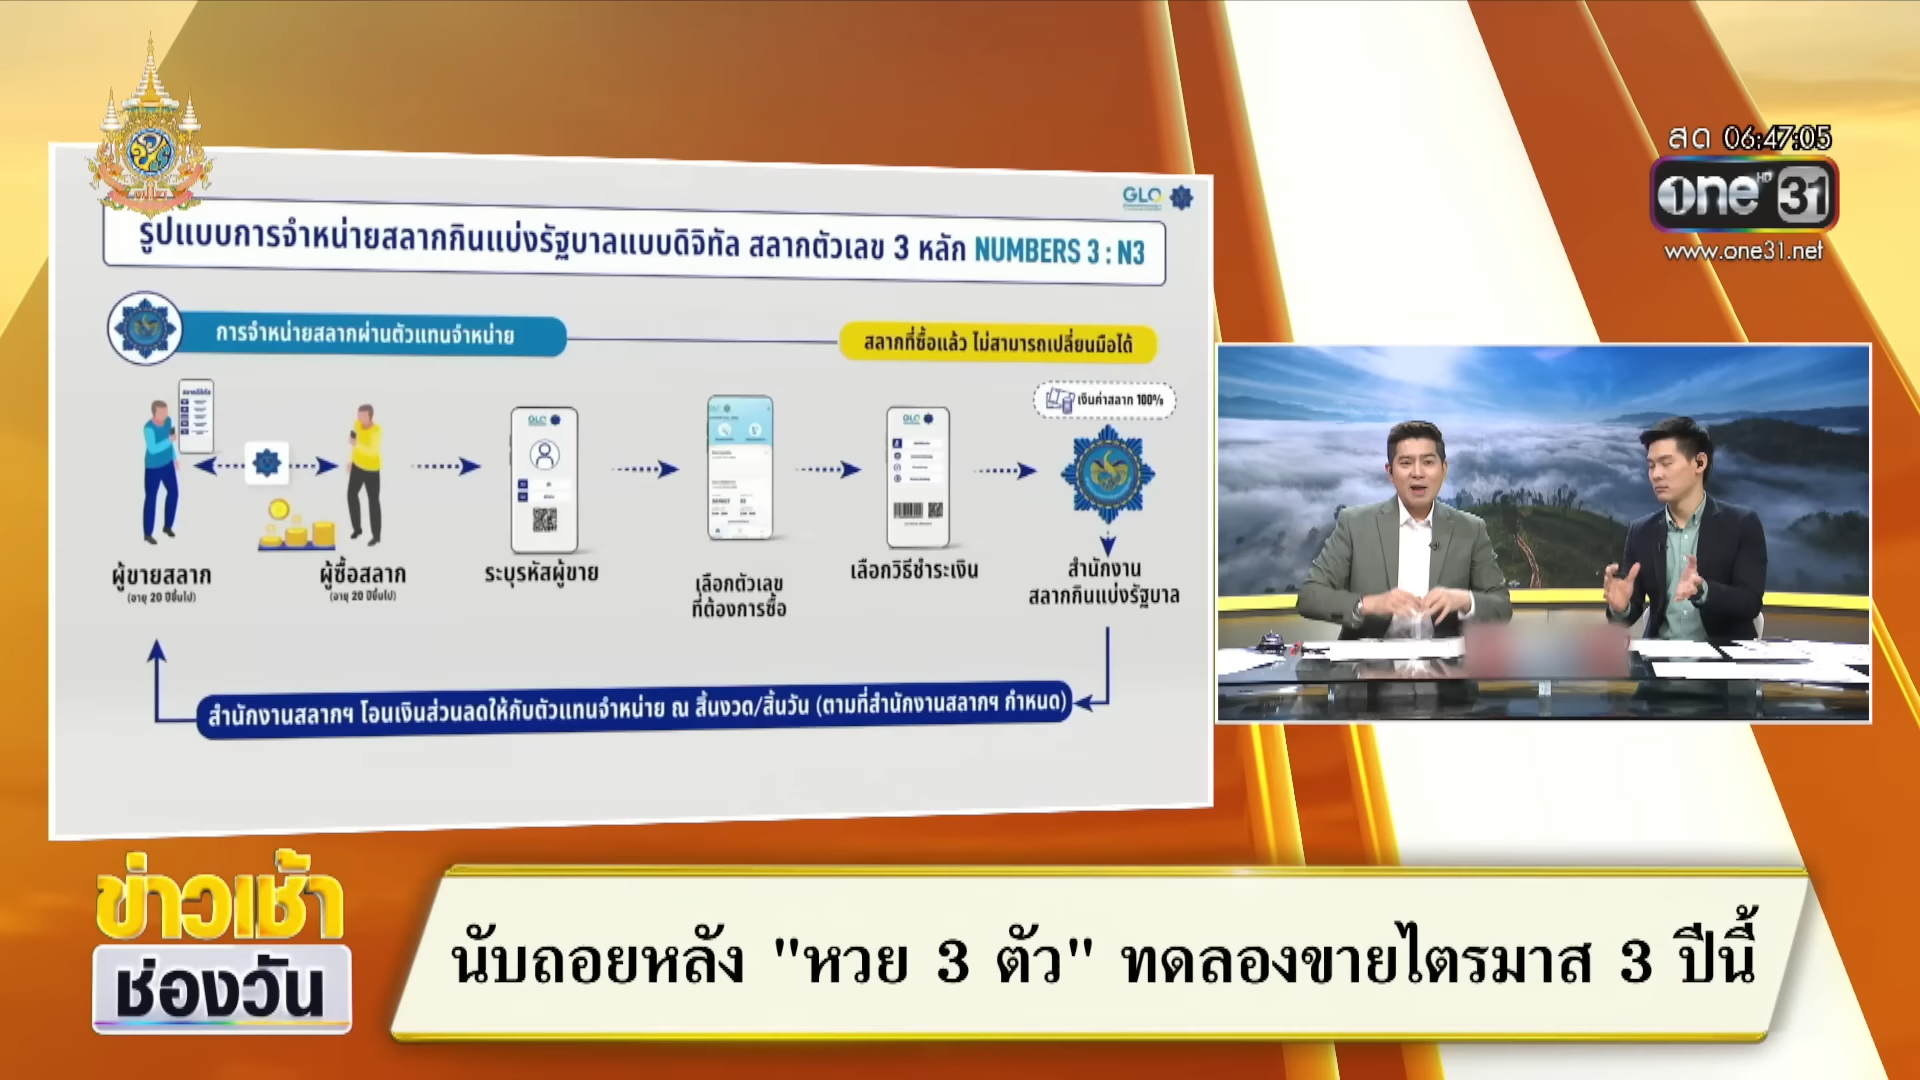 สด 06:47:05
one HD 31
www.one31.net
GLO
รูปแบบการจำหน่ายสลากกินแบ่งรัฐบาลแบบดิจิทัล สลากตัวเลข 3 หลัก NUMBERS 3 : N3
การจำหน่ายสลากผ่านตัวแทนจำหน่าย
สลากที่ซื้อแล้ว ไม่สามารถเปลี่ยนมือได้
เงินค่าสลาก 100%
GLO
GLO
ผู้ขายสลาก
(อายุ 20 ปีขึ้นไป)
ผู้ซื้อสลาก
(อายุ 20 ปีขึ้นไป)
ระบุรหัสผู้ขาย
เลือกตัวเลข
ที่ต้องการซื้อ
เลือกวิธีชำระเงิน
สำนักงาน
สลากกินแบ่งรัฐบาล
สำนักงานสลากฯ โอนเงินส่วนลดให้กับตัวแทนจำหน่าย ณ สิ้นงวด/สิ้นวัน (ตามที่สำนักงานสลากฯ กำหนด)
ข่าวเช้า
ช่องวัน
นับถอยหลัง "หวย 3 ตัว" ทดลองขายไตรมาส 3 ปีนี้